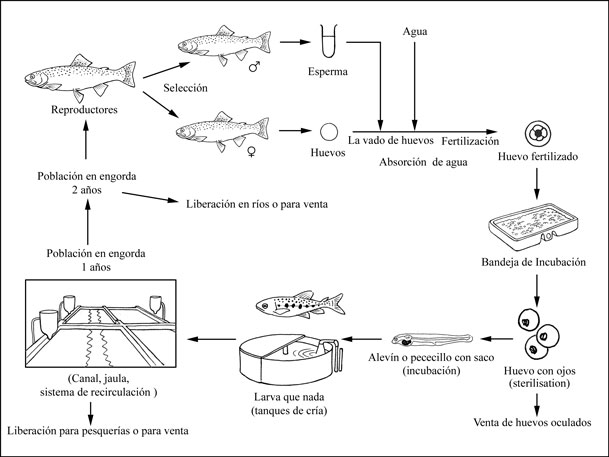 Agua
Esperma
♂
Selección
Reproductores
♀
Huevos
La vado de huevos
Fertilización
Absorción de agua
Huevo fertilizado
Población en engorda
2 años
Liberación en ríos o para venta
Bandeja de Incubación
Población en engorda
1 años
Alevín o pececillo con saco
(incubación)
Huevo con ojos
(sterilisation)
Larva que nada
(tanques de cría)
(Canal, jaula,
sistema de recirculación )
Venta de huevos oculados
Liberación para pesquerías o para venta